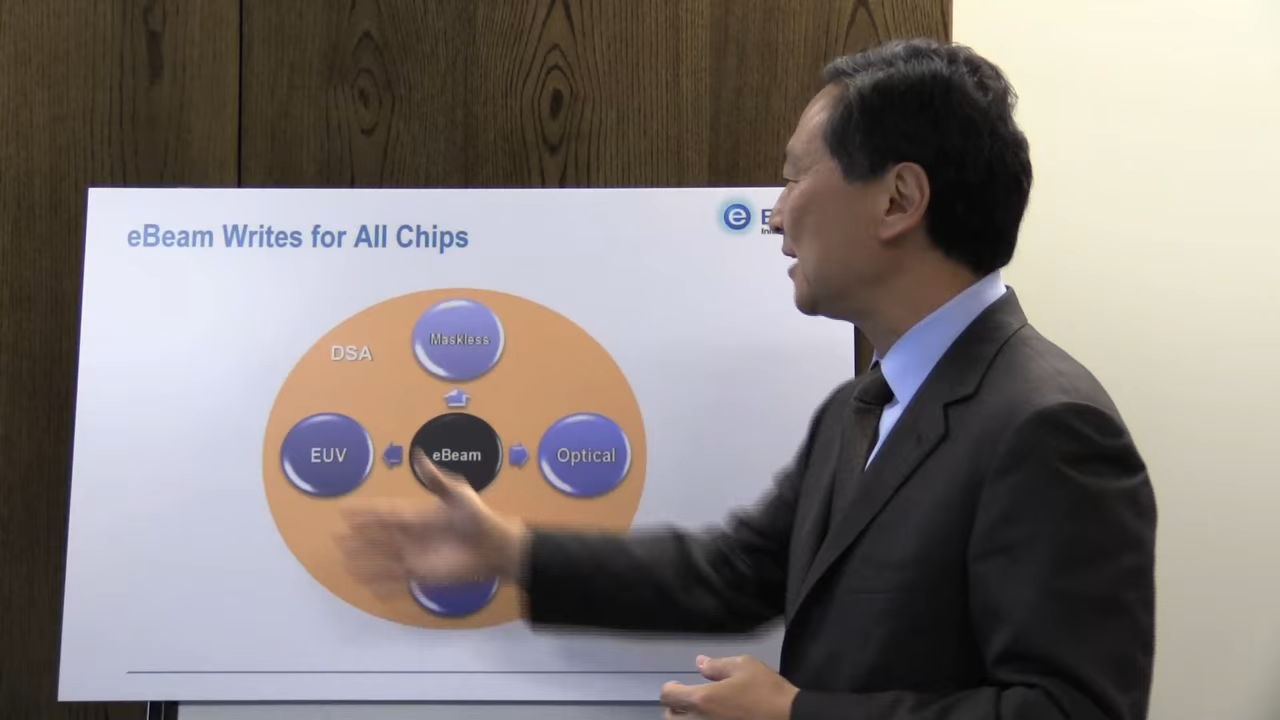 eBeam Writes for All Chips
e
DSA
Maskless
EUV
eBeam
Optical